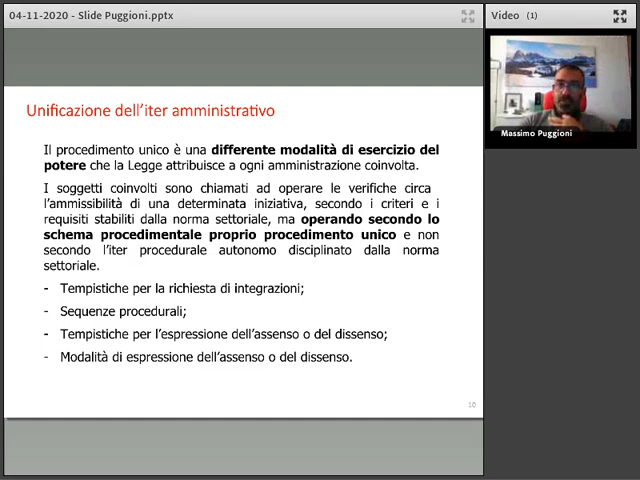 04-11-2020 - Slide Puggioni.pptx
Video (1)
Massimo Puggioni
Unificazione dell'iter amministrativo
Il procedimento unico è una differente modalità di esercizio del
potere che la Legge attribuisce a ogni amministrazione coinvolta.
I soggetti coinvolti sono chiamati ad operare le verifiche circa
l'ammissibilità di una determinata iniziativa, secondo i criteri e i
requisiti stabiliti dalla norma settoriale, ma operando secondo lo
schema procedimentale proprio procedimento unico e non
secondo l'iter procedurale autonomo disciplinato dalla norma
settoriale.
- Tempistiche per la richiesta di integrazioni;
- Sequenze procedurali;
- Tempistiche per l'espressione dell'assenso o del dissenso;
- Modalità di espressione dell'assenso o del dissenso.
10